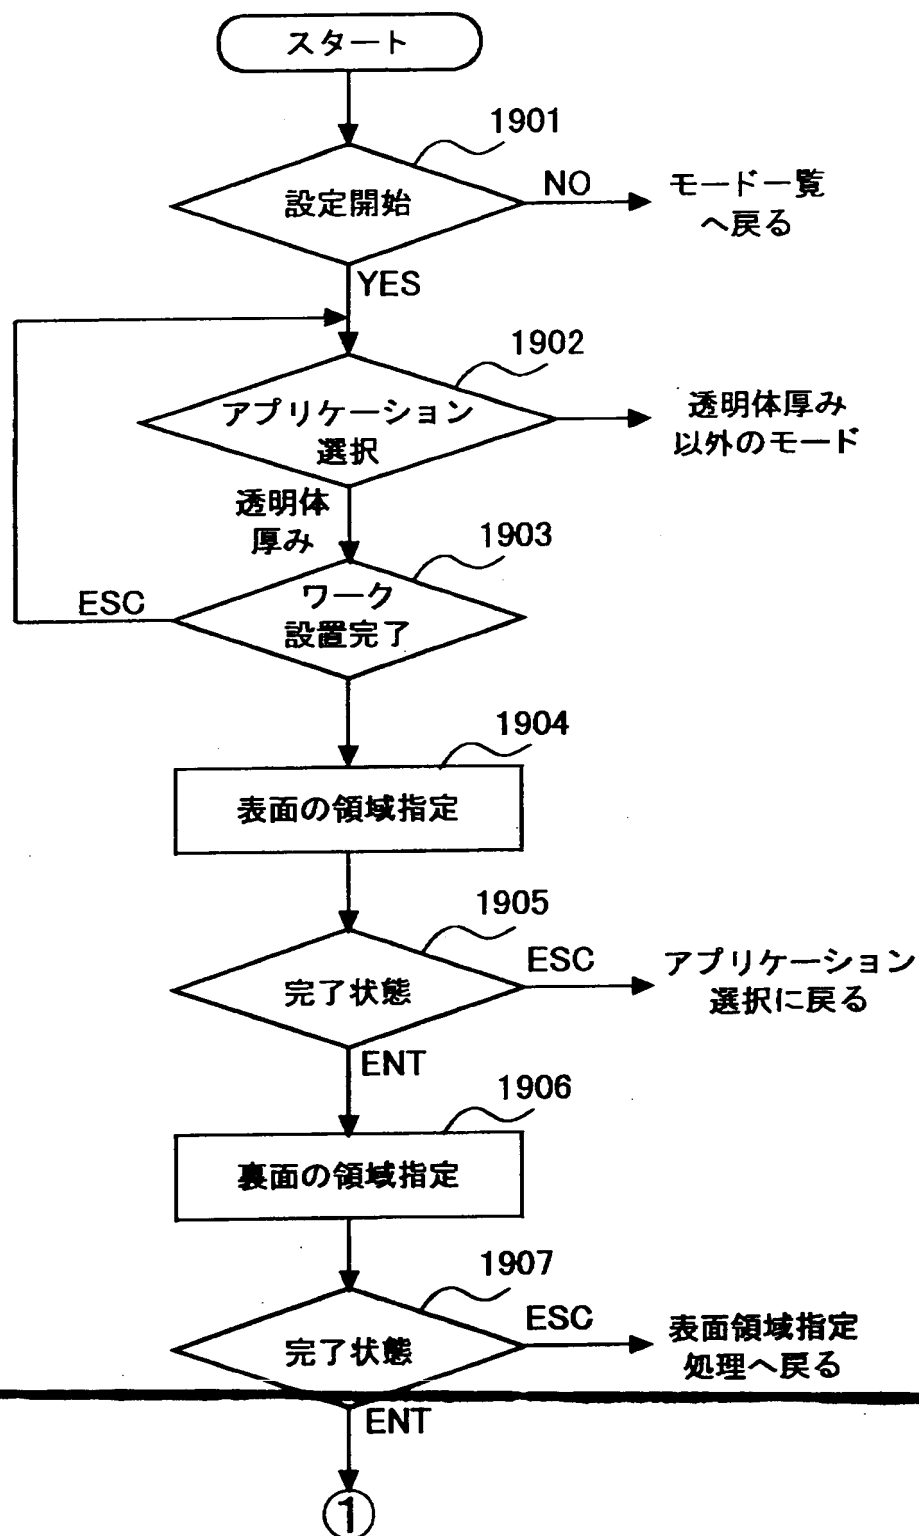 スタート
1901
設定開始
NO
モード一覧
へ戻る
YES
1902
アプリケーション
選択
透明体厚み
以外のモード
透明体
厚み
1903
ワーク
設置完了
ESC
1904
表面の領域指定
1905
完了状態
ESC
アプリケーション
選択に戻る
ENT
1906
裏面の領域指定
1907
完了状態
ESC
表面領域指定
処理へ戻る
ENT
①